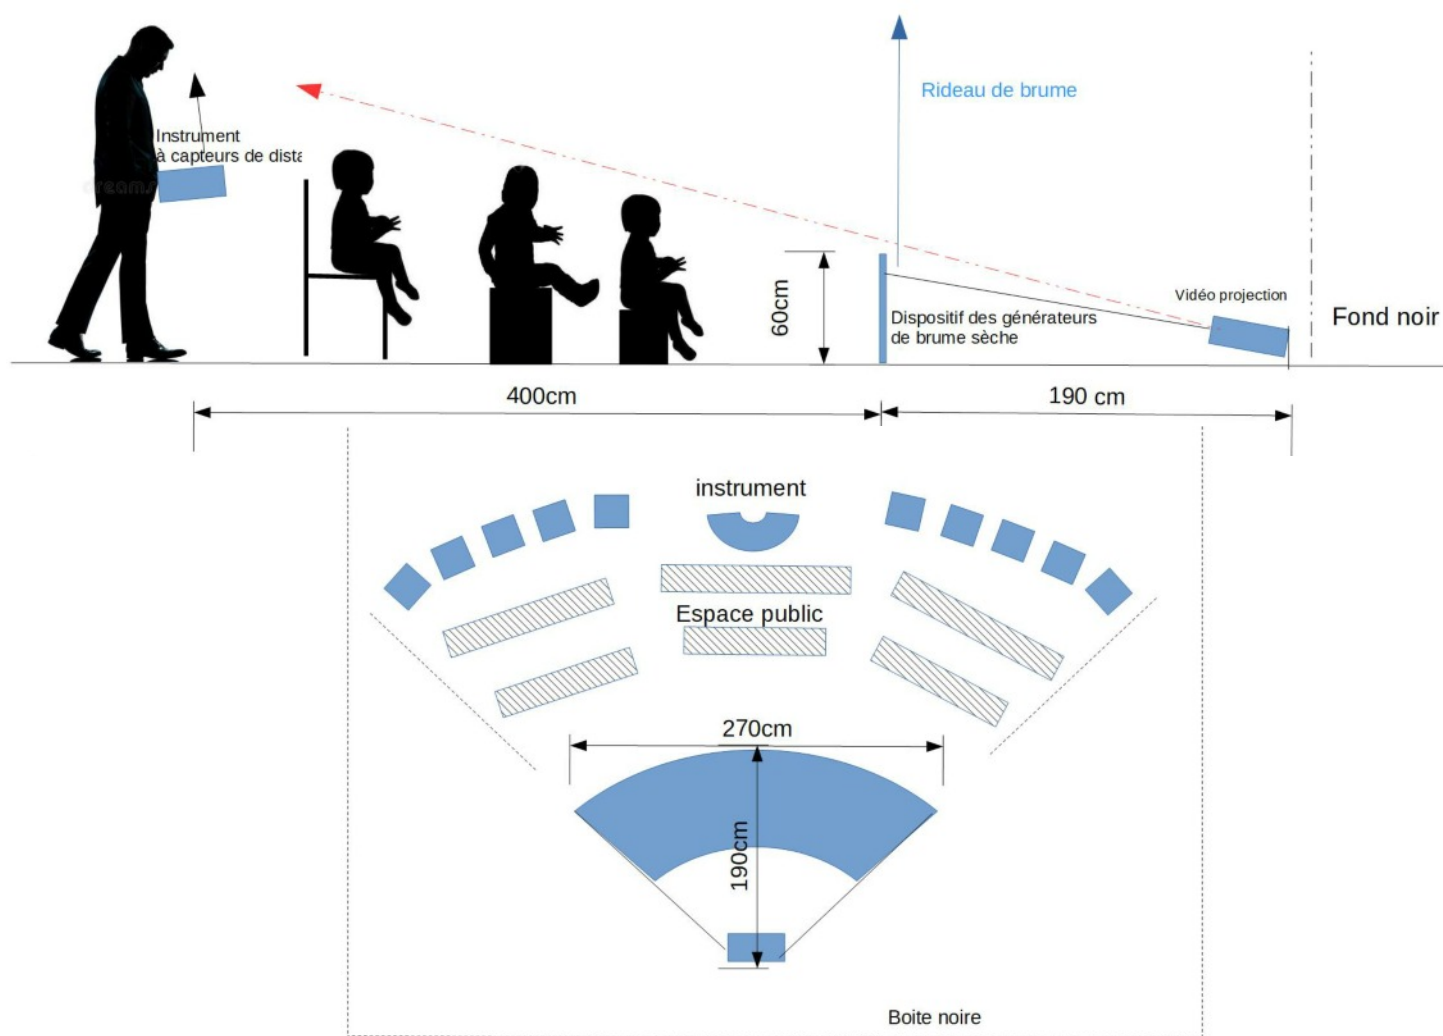 Rideau de brume
Instrument
à capteurs de dista
dreams
60cm
Vidéo projection
Dispositif des générateurs
de brume sèche
Fond noir
400cm
190 cm
instrument
Espace public
270cm
190cm
Boite noire